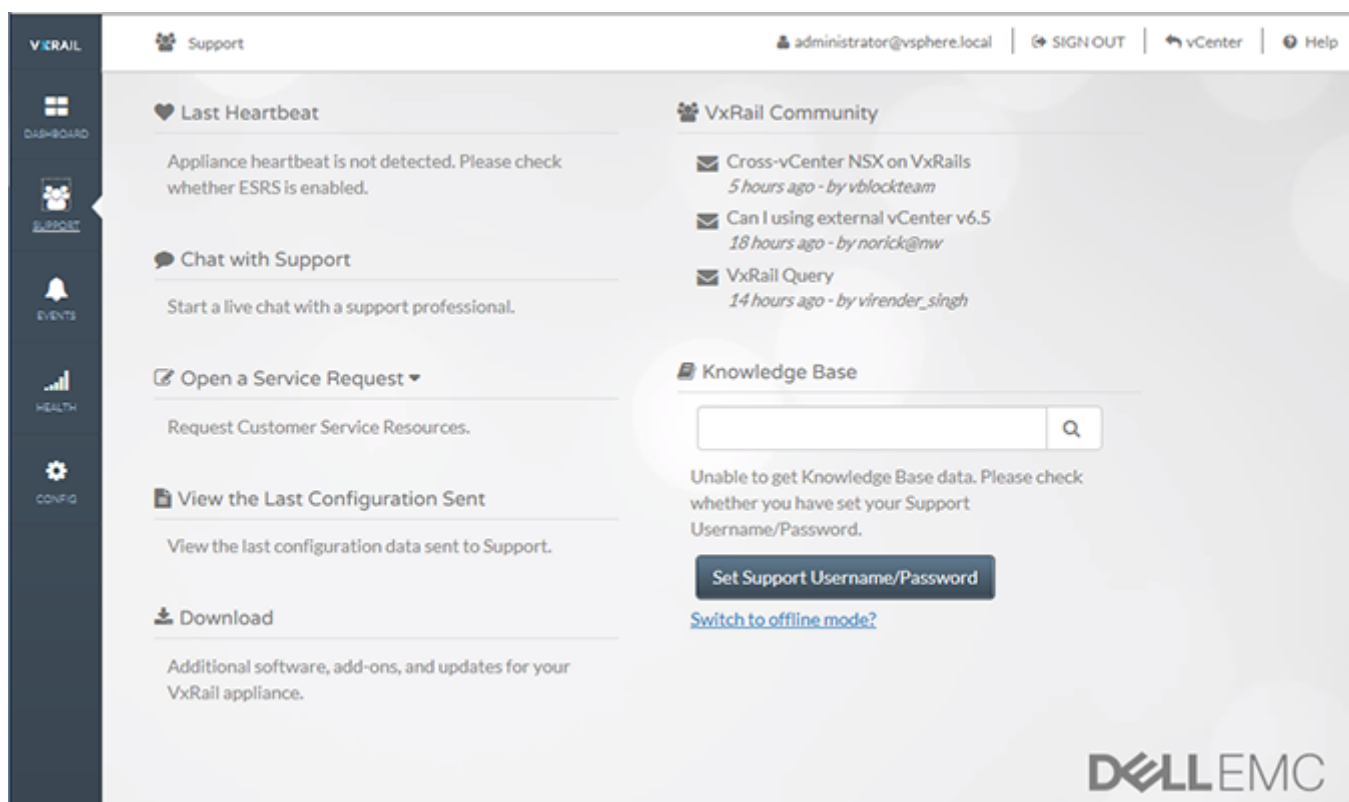 VXRAIL
Support
administrator@vsphere.local
SIGN OUT
vCenter
Help
DASHBOARD
SUPPORT
EVENTS
HEALTH
CONFIG
Last Heartbeat
Appliance heartbeat is not detected. Please check
whether ESRS is enabled.
Chat with Support
Start a live chat with a support professional.
Open a Service Request
Request Customer Service Resources.
View the Last Configuration Sent
View the last configuration data sent to Support.
Download
Additional software, add-ons, and updates for your
VxRail appliance.
VxRail Community
Cross-vCenter NSX on VxRails
5 hours ago - by vblockteam
Can I using external vCenter v6.5
18 hours ago - by norick@nw
VxRail Query
14 hours ago - by virender_singh
Knowledge Base
Unable to get Knowledge Base data. Please check
whether you have set your Support
Username/Password.
Set Support Username/Password
Switch to offline mode?
DELLEMC